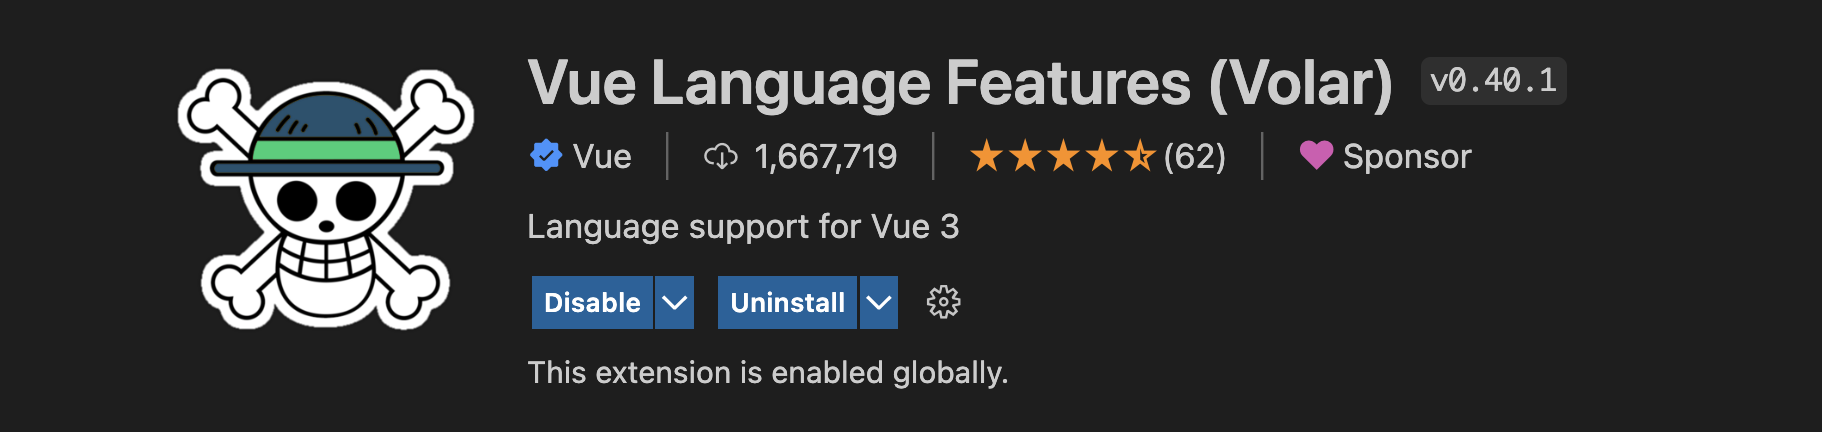 Vue Language Features (Volar) v0.40.1
Vue 1,667,719 (62) Sponsor
Language support for Vue 3
Disable Uninstall
This extension is enabled globally.